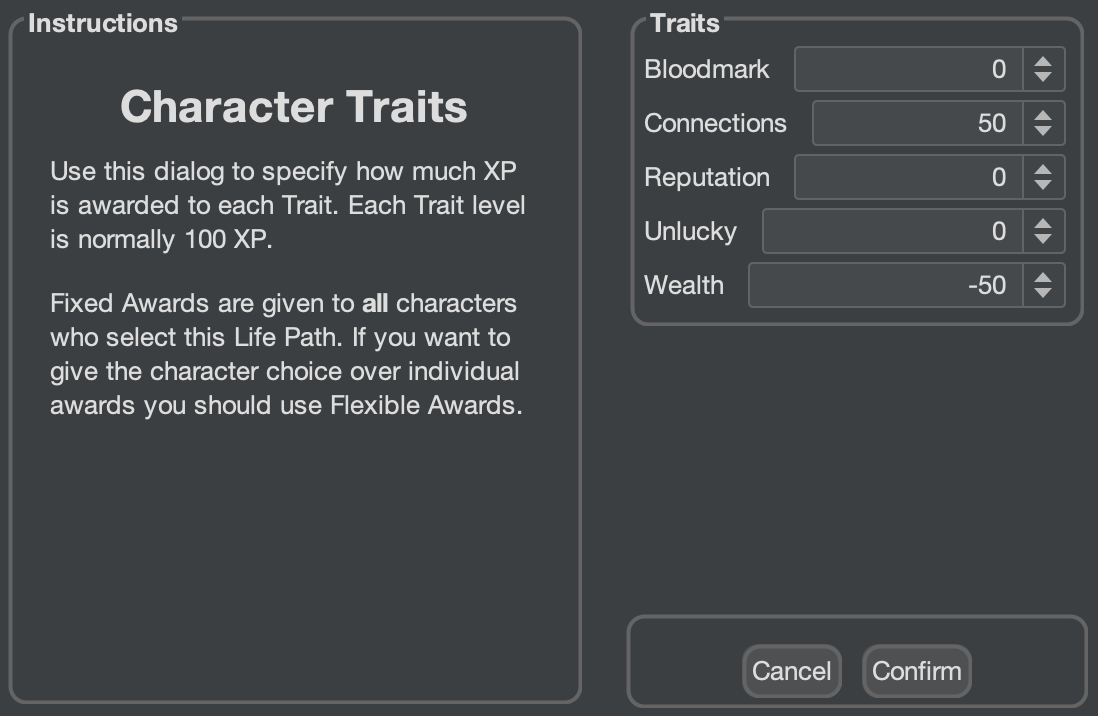 Instructions
Character Traits
Use this dialog to specify how much XP
is awarded to each Trait. Each Trait level
is normally 100 XP.
Fixed Awards are given to all characters
who select this Life Path. If you want to
give the character choice over individual
awards you should use Flexible Awards.
Traits
Bloodmark 0
Connections 50
Reputation 0
Unlucky 0
Wealth -50
Cancel Confirm